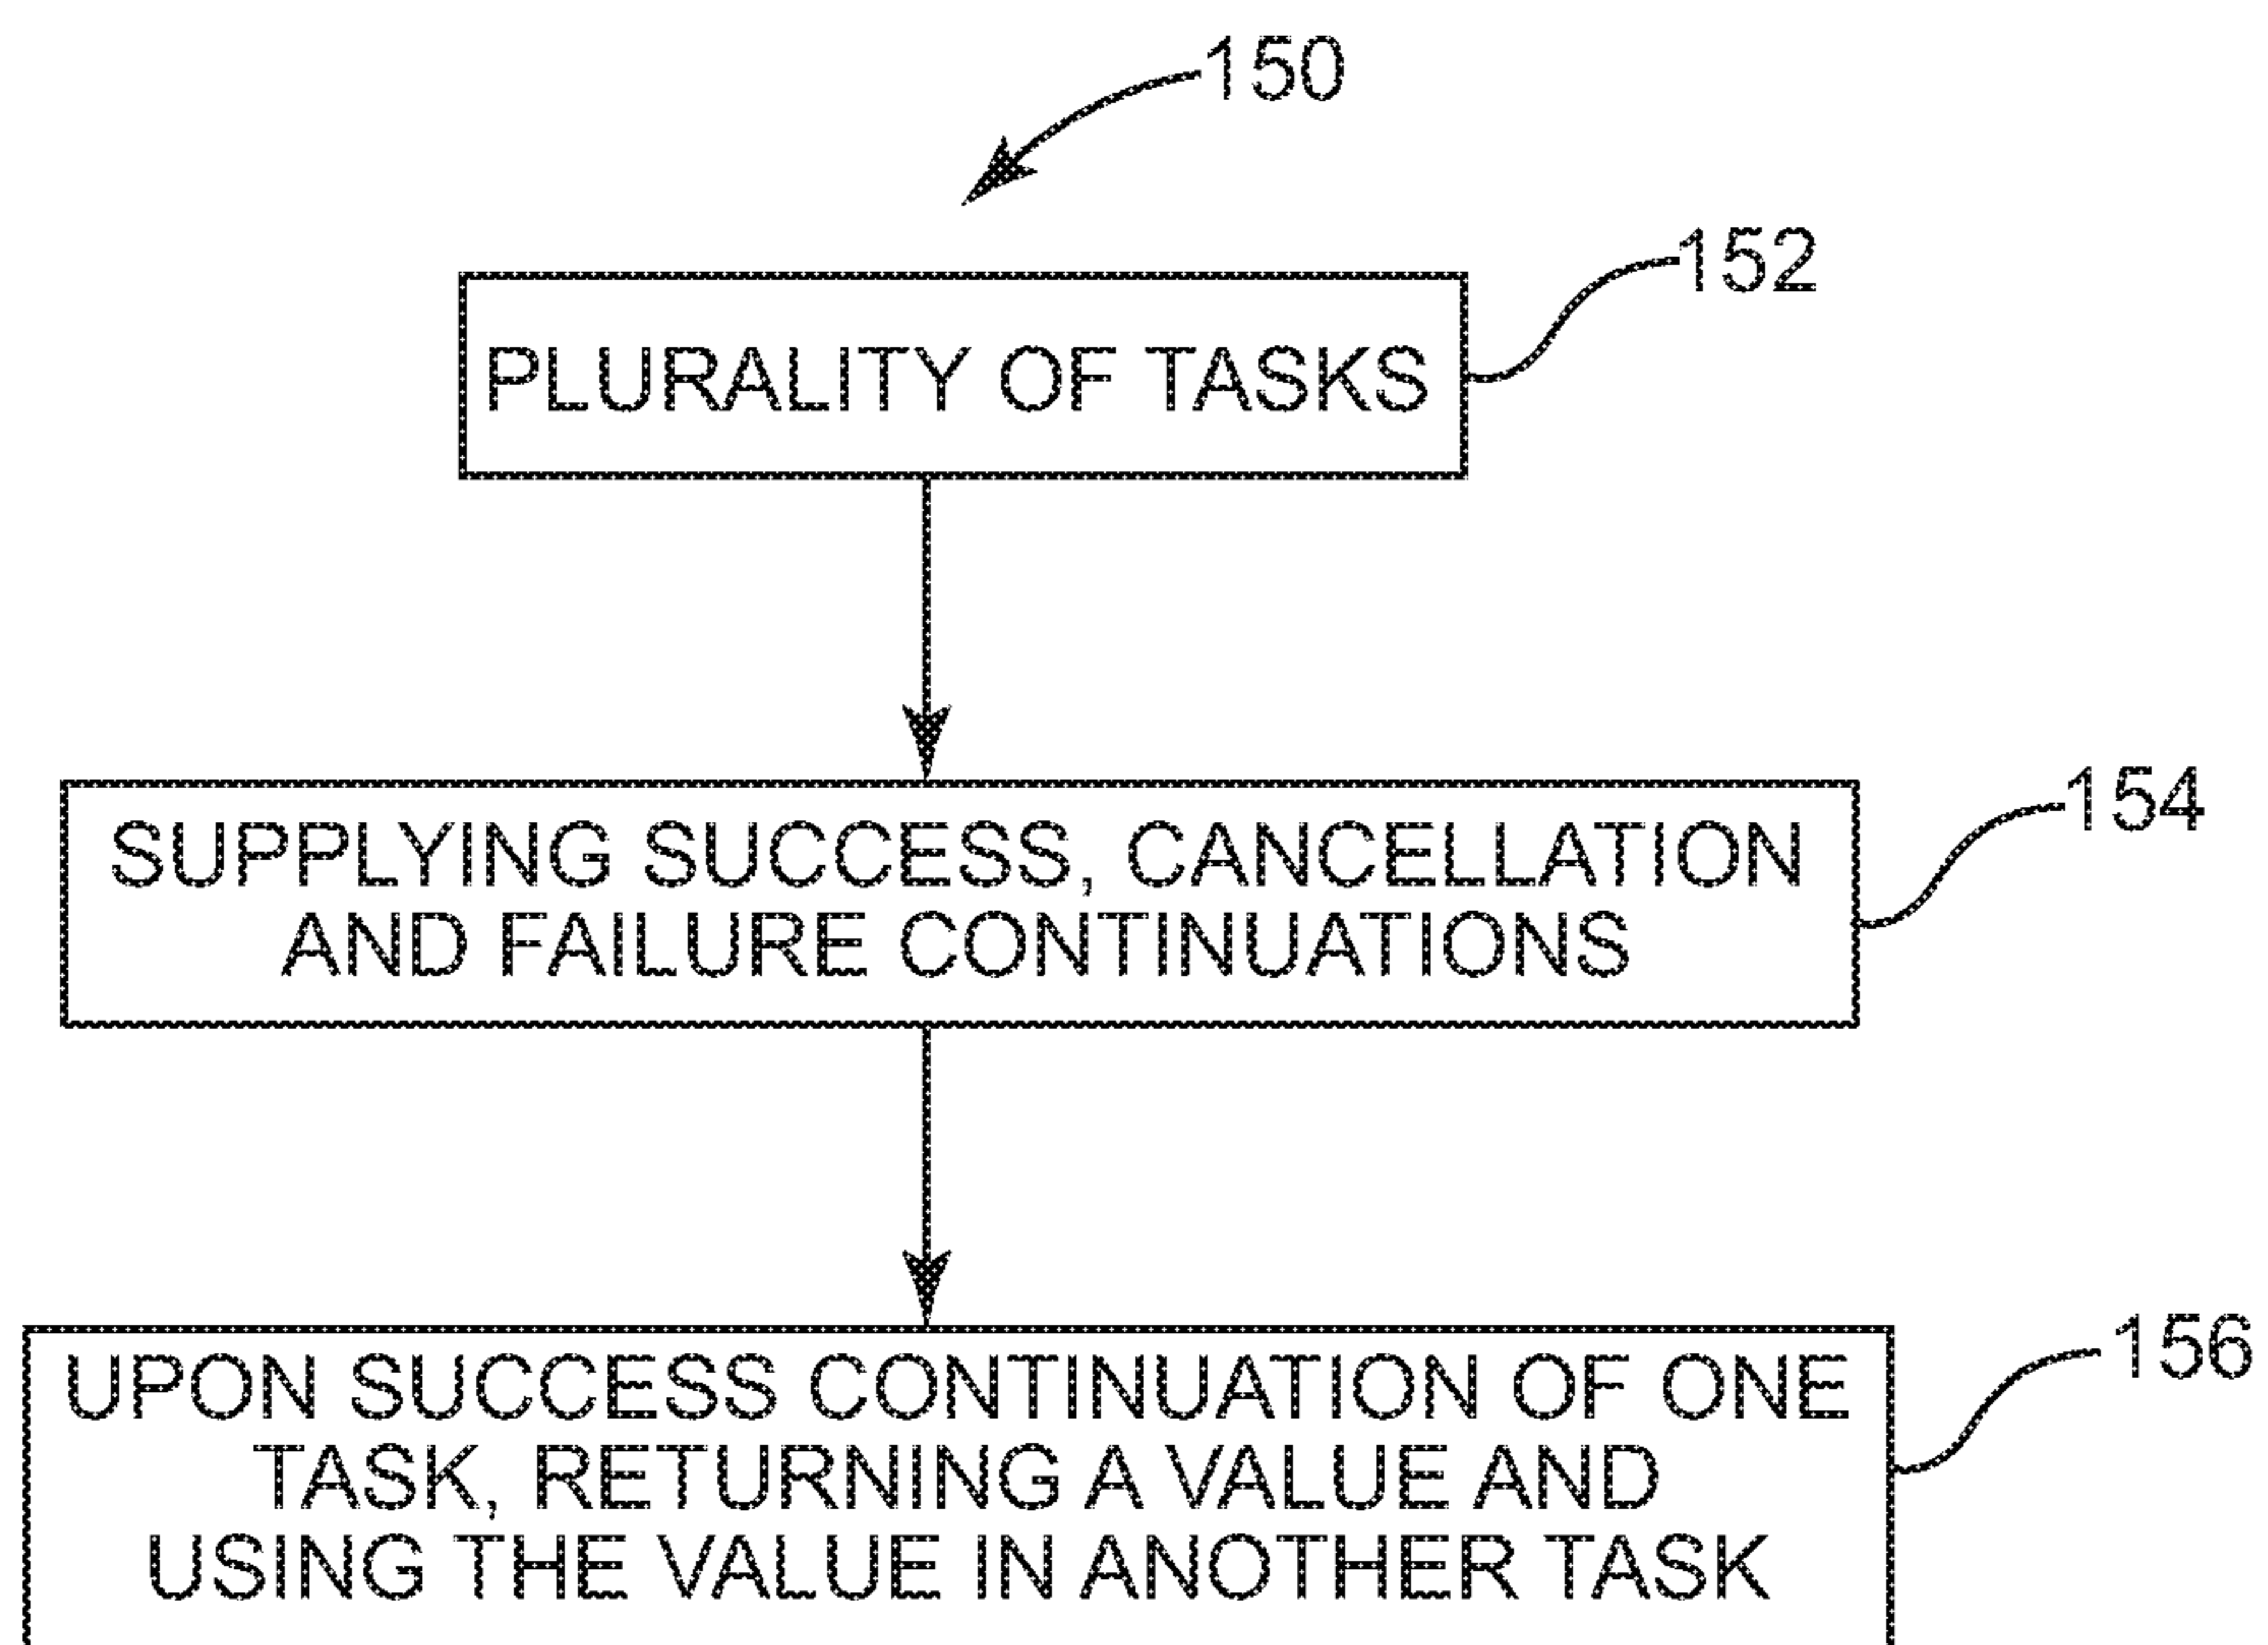 150
152
PLURALITY OF TASKS
154
SUPPLYING SUCCESS, CANCELLATION
AND FAILURE CONTINUATIONS
156
UPON SUCCESS CONTINUATION OF ONE
TASK, RETURNING A VALUE AND
USING THE VALUE IN ANOTHER TASK